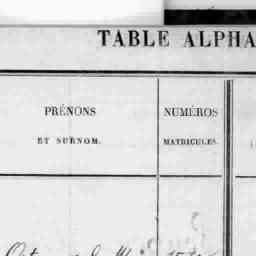 TABLE ALPHA
PRÉNONS
ET SURNOM.
NUMÉROS
MATRICULES.